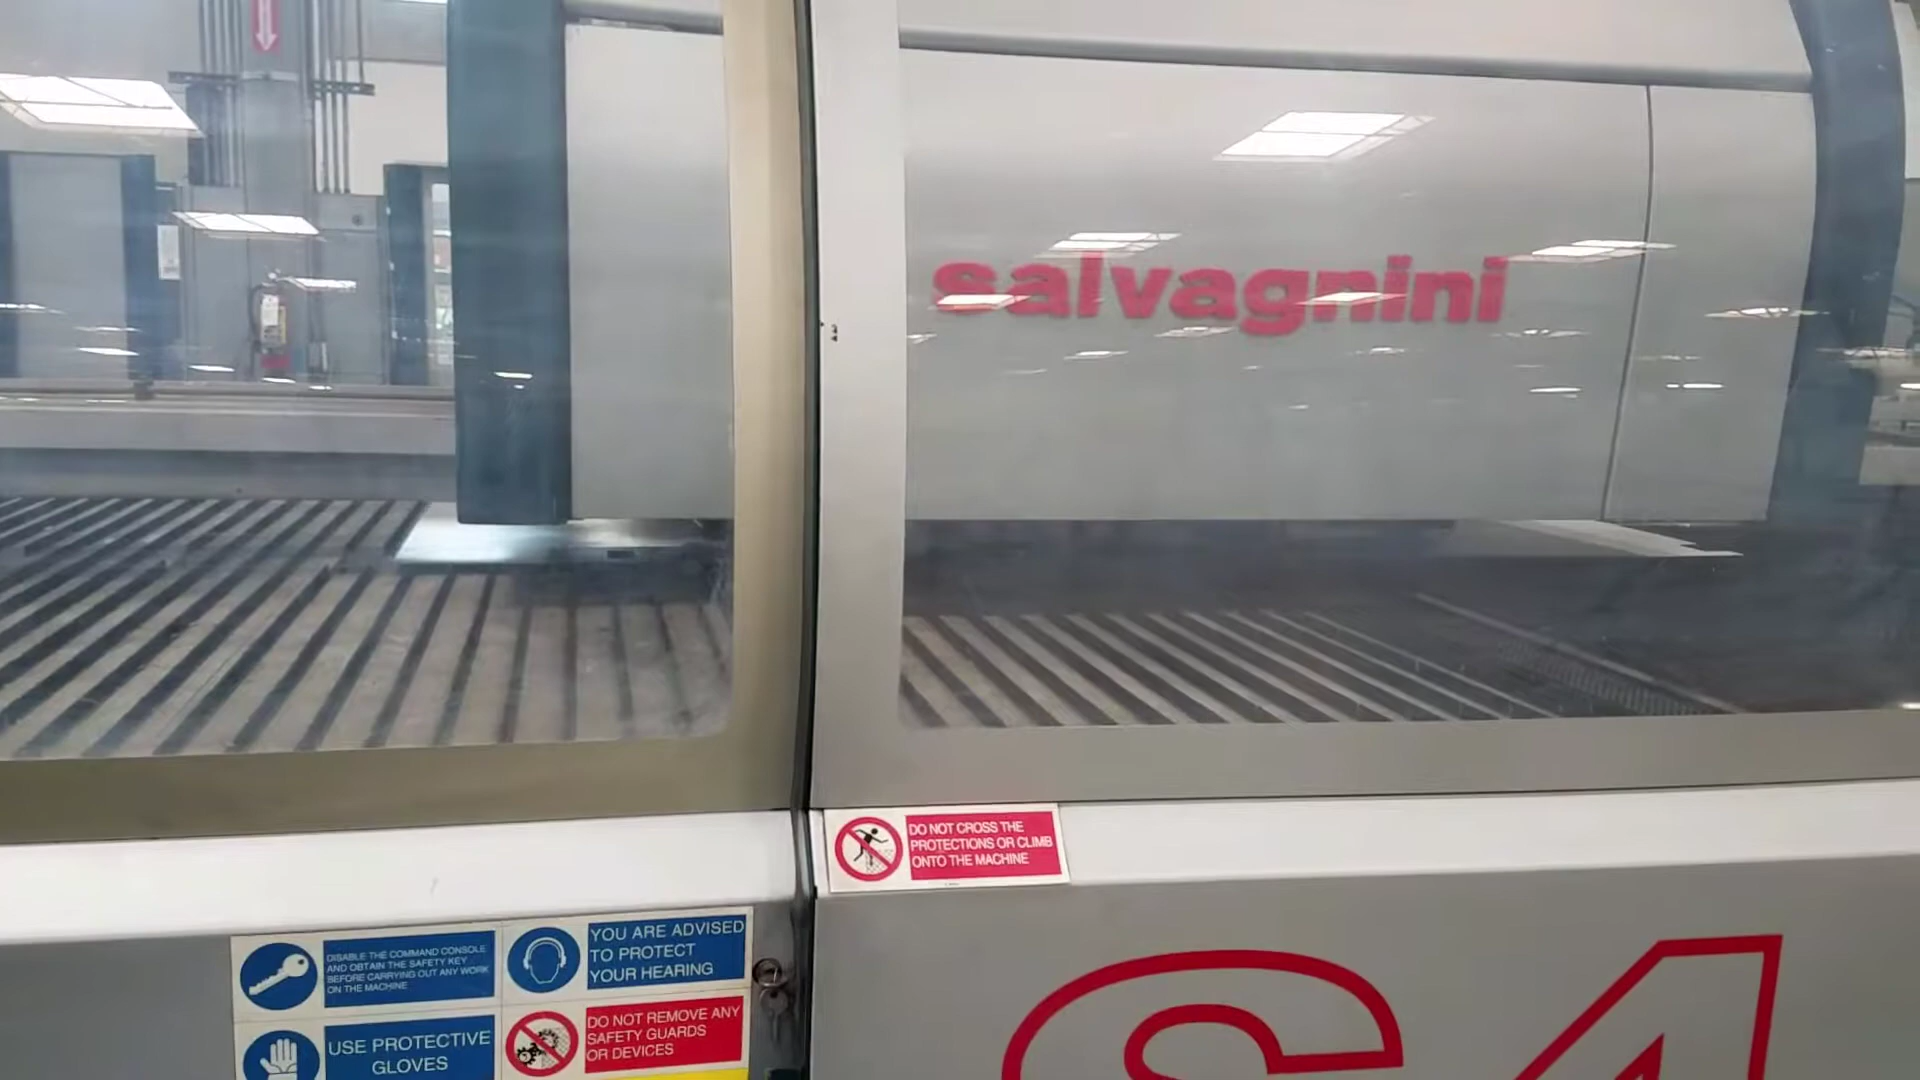 salvagnini
DO NOT CROSS THE
PROTECTIONS OR CLIMB
ONTO THE MACHINE
DISABLE THE COMMAND CONSOLE
AND OBTAIN THE SAFETY KEY
BEFORE CARRYING OUT ANY WORK
ON THE MACHINE
YOU ARE ADVISED
TO PROTECT
YOUR HEARING
USE PROTECTIVE
GLOVES
DO NOT REMOVE ANY
SAFETY GUARDS
OR DEVICES
S4